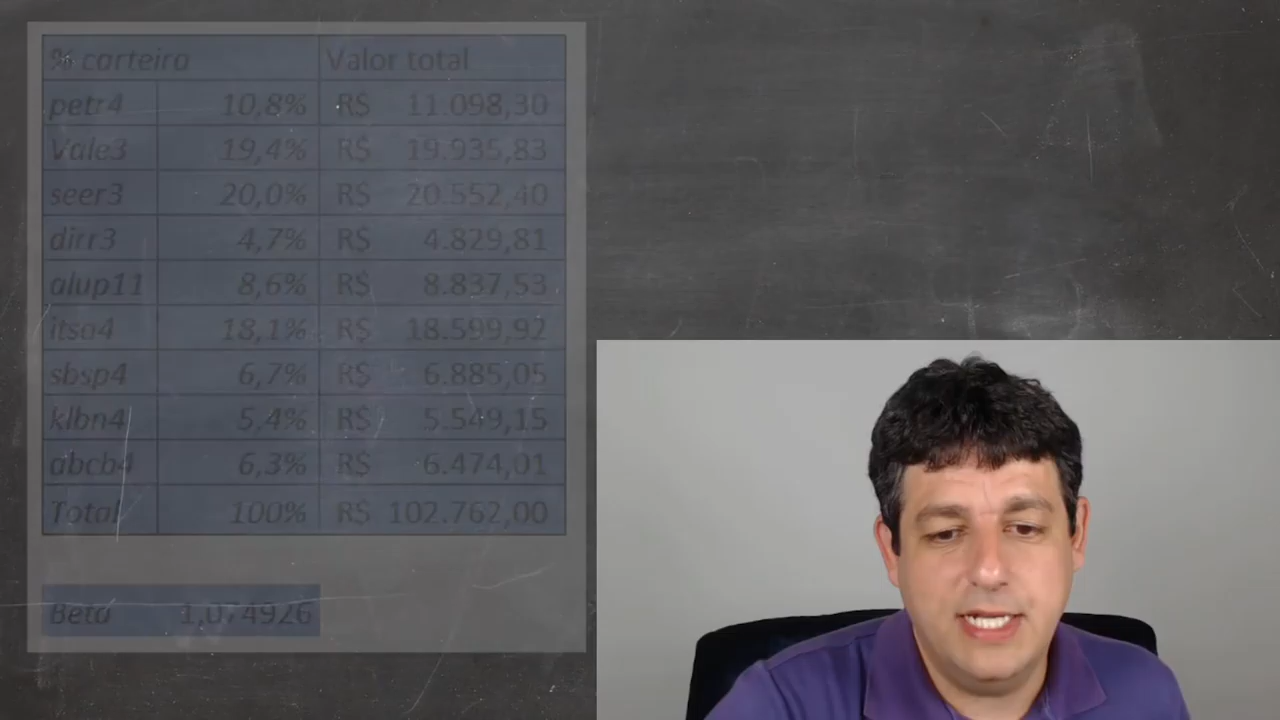 % carteira Valor total
petr4 10,8% R$ 11.098,30
Vale3 19,4% R$ 19.935,83
seer3 20,0% R$ 20.552,40
dirr3 4,7% R$ 4.829,81
alup11 8,6% R$ 8.837,53
itsa4 18,1% R$ 18.599,92
sbsp4 6,7% R$ 6.885,05
klbn4 5,4% R$ 5.549,15
abcb4 6,3% R$ 6.474,01
Total 100% R$ 102.762,00
Beta 1,074926